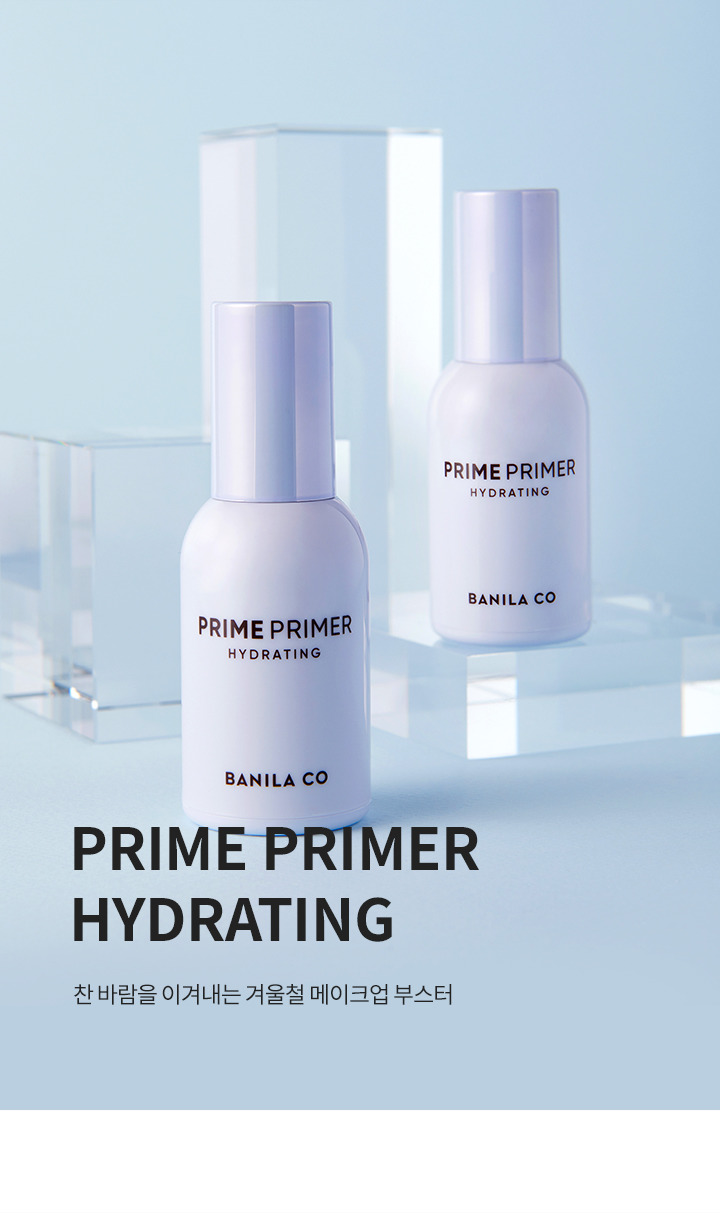 PRIME PRIMER
HYDRATING
BANILA CO
PRIME PRIMER
HYDRATING
BANILA CO
PRIME PRIMER
HYDRATING
찬 바람을 이겨내는 겨울철 메이크업 부스터